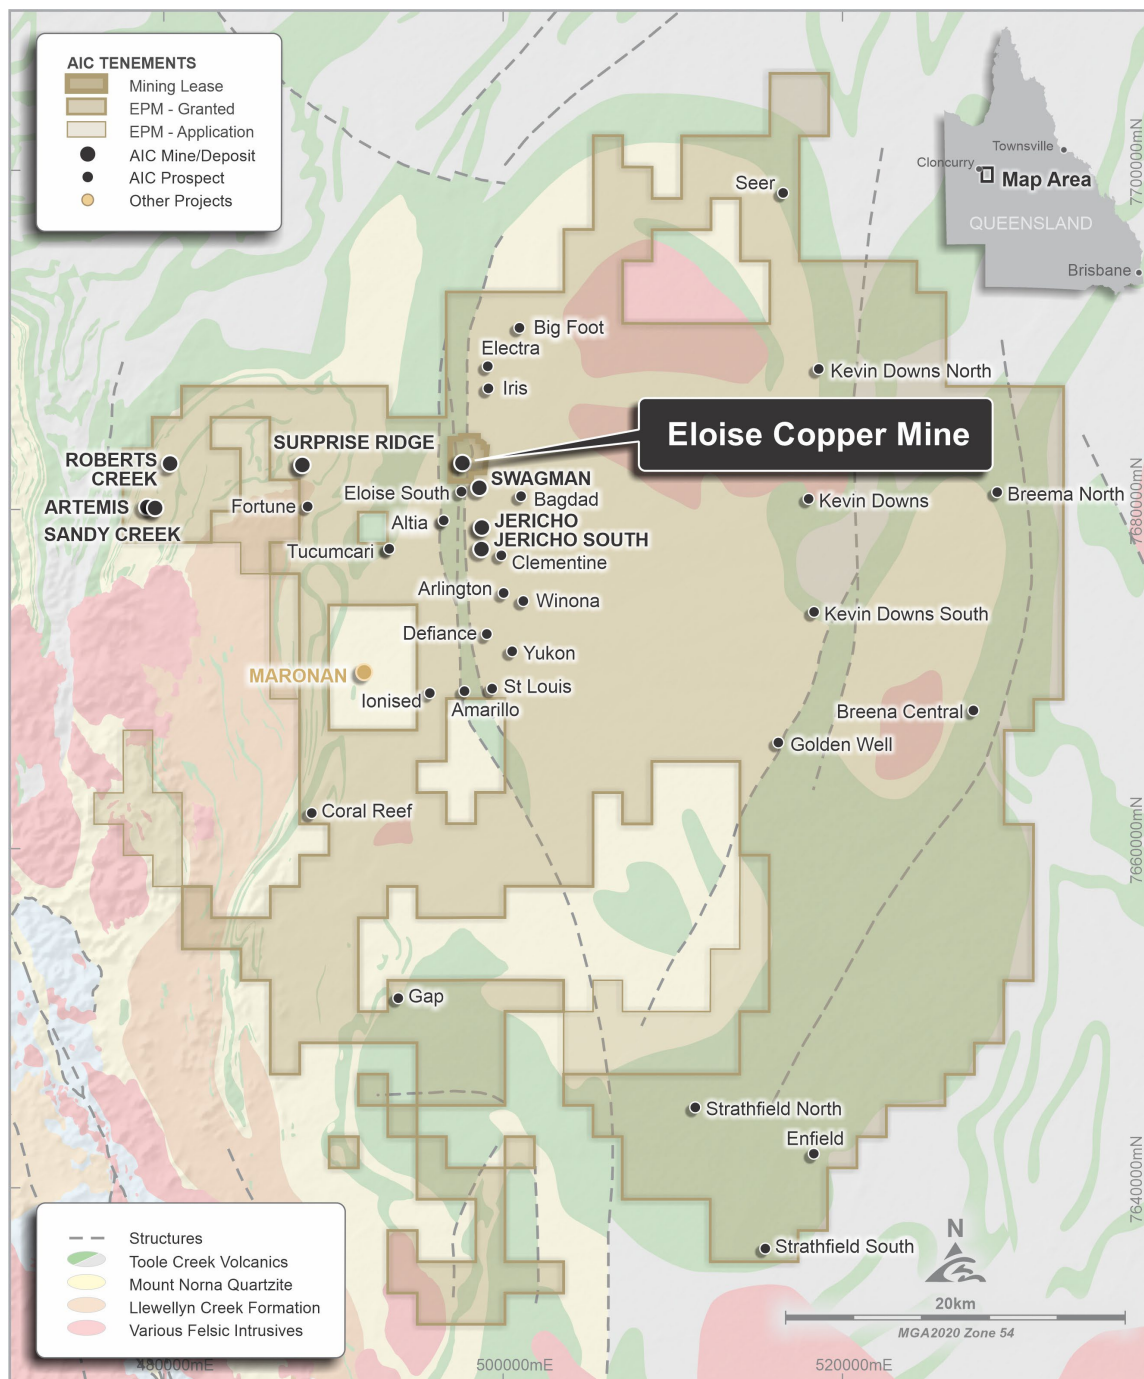 AIC TENEMENTS
Mining Lease
EPM - Granted
EPM - Application
AIC Mine/Deposit
AIC Prospect
Other Projects
Townsville
Cloncurry
Map Area
QUEENSLAND
Brisbane
7700000mN
Seer
Big Foot
Electra
Iris
Kevin Downs North
Eloise Copper Mine
SURPRISE RIDGE
ROBERTS
CREEK
SWAGMAN
Eloise South
Bagdad
Kevin Downs
Breema North
7680000mN
ARTEMIS
Fortune
SANDY CREEK
Altia
JERICHO
JERICHO SOUTH
Tucumcari
Clementine
Arlington
Winona
Kevin Downs South
Defiance
Yukon
MARONAN
Ionised
St Louis
Amarillo
Breena Central
Golden Well
Coral Reef
7660000mN
Gap
Strathfield North
Enfield
7640000mN
Strathfield South
N
20km
MGA2020 Zone 54
Structures
Toole Creek Volcanics
Mount Norna Quartzite
Llewellyn Creek Formation
Various Felsic Intrusives
480000mE
500000mE
520000mE